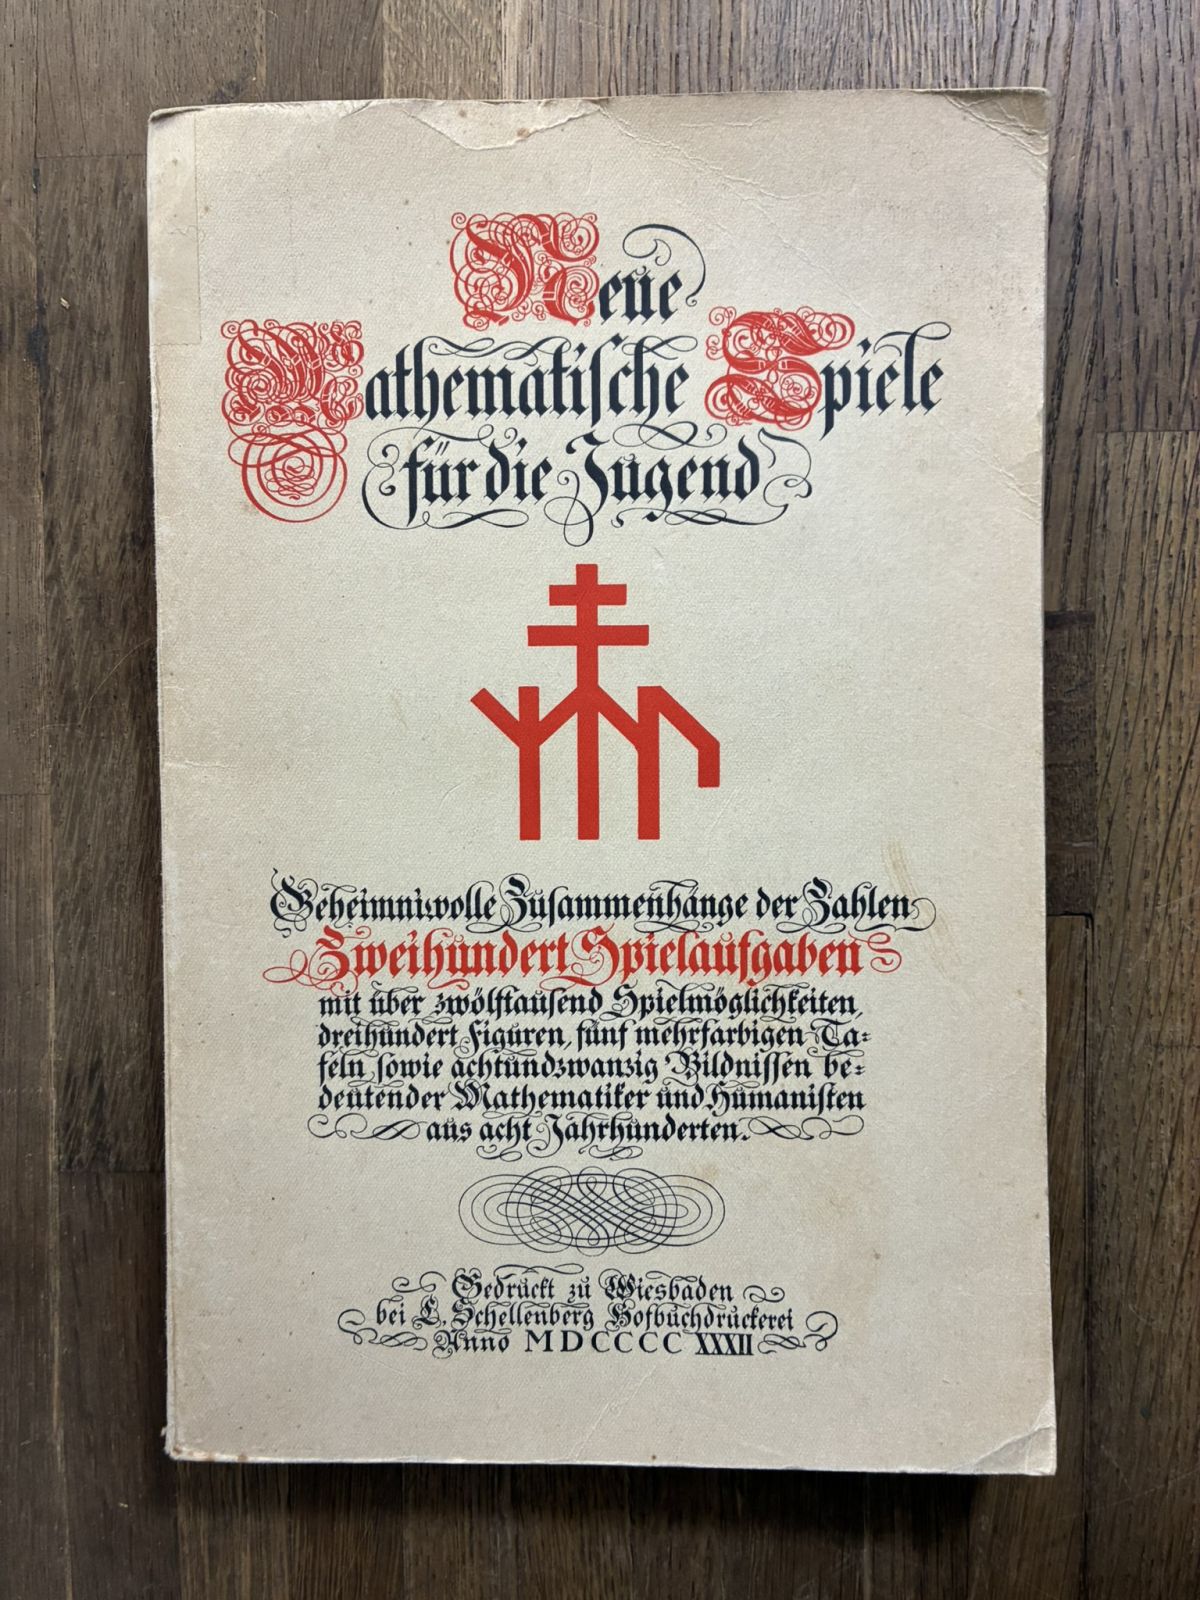 Neue
Mathematische Spiele
für die Jugend
Geheimnisvolle Zusammenhänge der Zahlen
Zweihundert Spielaufgaben
mit über zwölftausend Spielmöglichkeiten,
dreihundert Figuren, fünf mehrfarbigen Ta=
feln, sowie achtundzwanzig Bildnissen be=
deutender Mathematiker und Humanisten
aus acht Jahrhunderten.
Gedruckt zu Wiesbaden
bei L. Schellenberg Hofbuchdruckerei
Anno MDCCCC XXXII